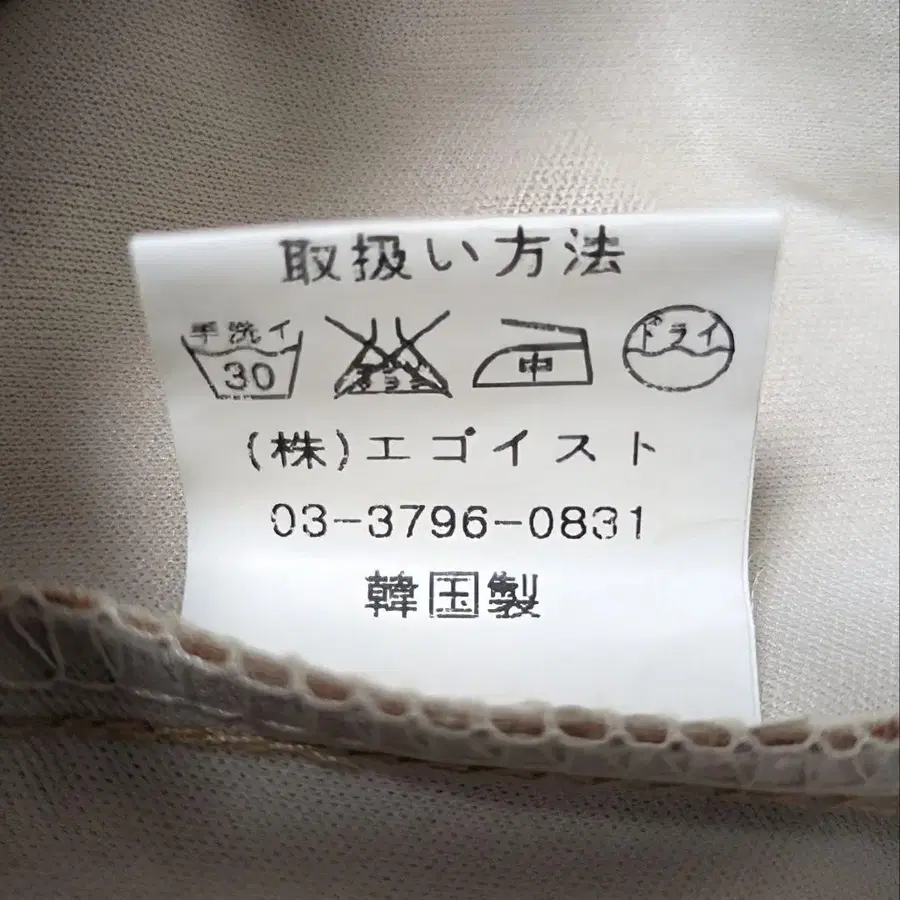 取扱い方法
手洗イ
30
中
ドライ
(株)エゴイスト
03-3796-0831
韓国製